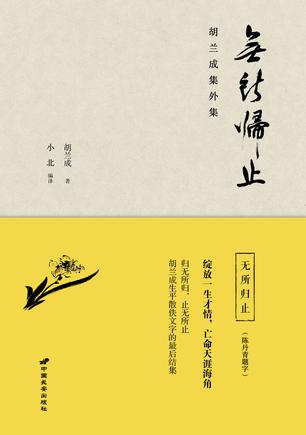 無所歸止
胡兰成集外集
胡兰成 著
小北 编译
无所归止
(陈丹青题字)
绽放一生才情,亡命天涯海角
归无所归,止无所止
胡兰成生平散佚文字的最后结集
中国长安出版社